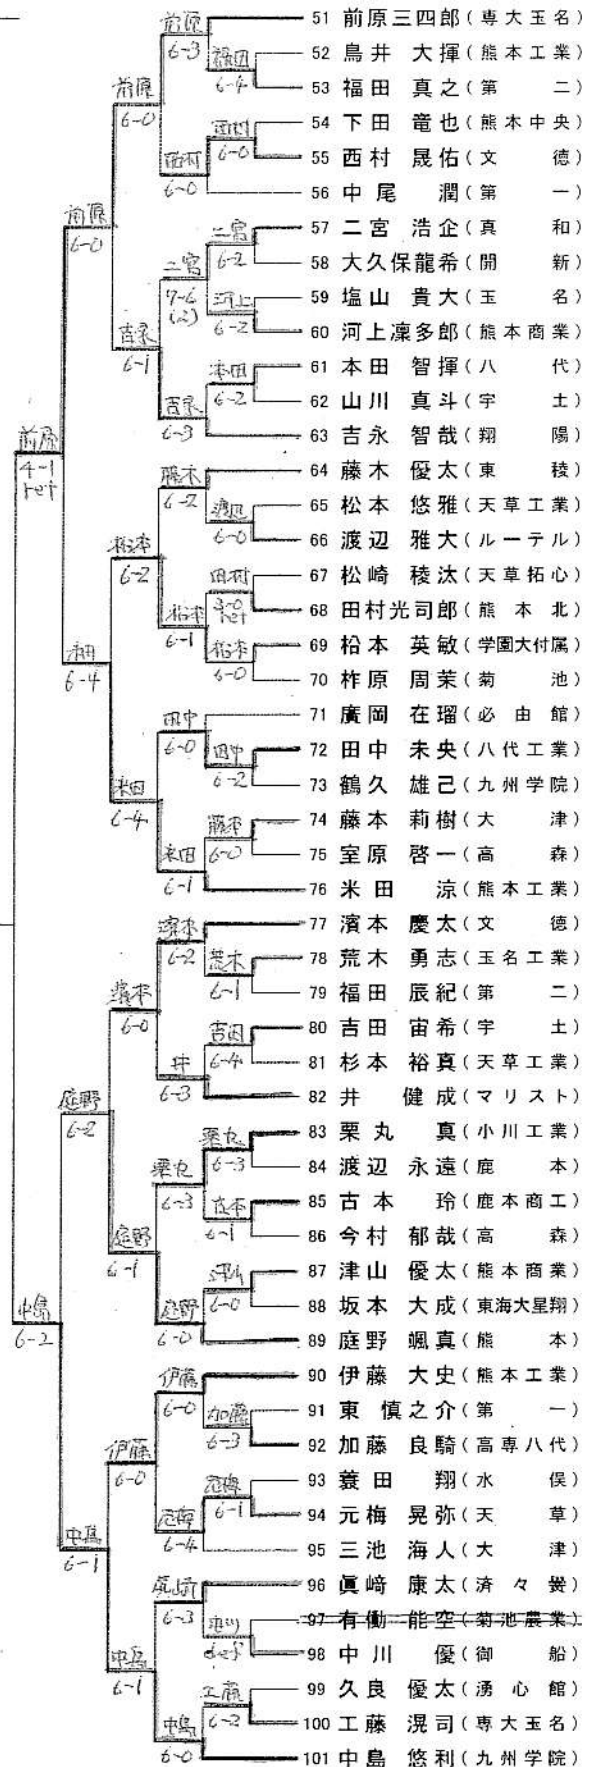 51 前原三四郎(専大玉名)
52 鳥井 大揮(熊本工業)
53 福田 真之(第二)
54 下田 竜也(熊本中央)
55 西村 晟佑(文徳)
56 中尾 潤(第一)
57 二宮 浩企(真和)
58 大久保龍希(開新)
59 塩山 貴大(玉名)
60 河上凜多郎(熊本商業)
61 本田 智揮(八代)
62 山川 真斗(宇土)
63 吉永 智哉(翔陽)
64 藤木 優太(東稜)
65 松本 悠雅(天草工業)
66 渡辺 雅大(ルーテル)
67 松崎 稜汰(天草拓心)
68 田村光司郎(熊本北)
69 松本 英敏(学園大付属)
70 柞原 周茉(菊池)
71 廣岡 在瑠(必由館)
72 田中 未央(八代工業)
73 鶴久 雄己(九州学院)
74 藤本 莉樹(大津)
75 室原 啓一(高森)
76 米田 涼(熊本工業)
77 濱本 慶太(文徳)
78 荒木 勇志(玉名工業)
79 福田 辰紀(第二)
80 吉田 宙希(宇土)
81 杉本 裕真(天草工業)
82 井 健成(マリスト)
83 栗丸 真(小川工業)
84 渡辺 永遠(鹿本)
85 古本 玲(鹿本商工)
86 今村 郁哉(高森)
87 津山 優太(熊本商業)
88 坂本 大成(東海大星翔)
89 庭野 颯真(熊本)
90 伊藤 大史(熊本工業)
91 東 慎之介(第一)
92 加藤 良騎(高専八代)
93 蓑田 翔(水俣)
94 元梅 晃弥(天草)
95 三池 海人(大津)
96 眞﨑 康太(済々黌)
97 有働 能空(菊池農業)
98 中川 優(御船)
99 久良 優太(湧心館)
100 工藤 滉司(専大玉名)
101 中島 悠利(九州学院)
前原
6-3
福田
6-4
前原
6-0
西村
6-0
西村
6-0
前原
6-0
二宮
6-2
二宮
7-6
(2)
河上
6-2
吉永
6-1
本田
6-2
吉永
6-3
前原
4-1
ret
藤木
6-2
渡辺
6-0
松本
6-2
田村
3-0
ret
松本
6-1
松本
6-0
米田
6-4
田中
6-0
田中
6-2
米田
6-4
藤本
6-0
米田
6-1
濱本
6-2
荒木
6-1
濱本
6-0
吉田
6-4
井
6-3
庭野
6-2
栗丸
6-3
栗丸
6-3
古本
6-1
庭野
6-1
津山
6-0
庭野
6-0
中島
6-2
伊藤
6-0
加藤
6-3
伊藤
6-0
元梅
6-1
元梅
6-4
中島
6-1
6-3
中川
def
中島
6-1
工藤
6-2
中島
6-0